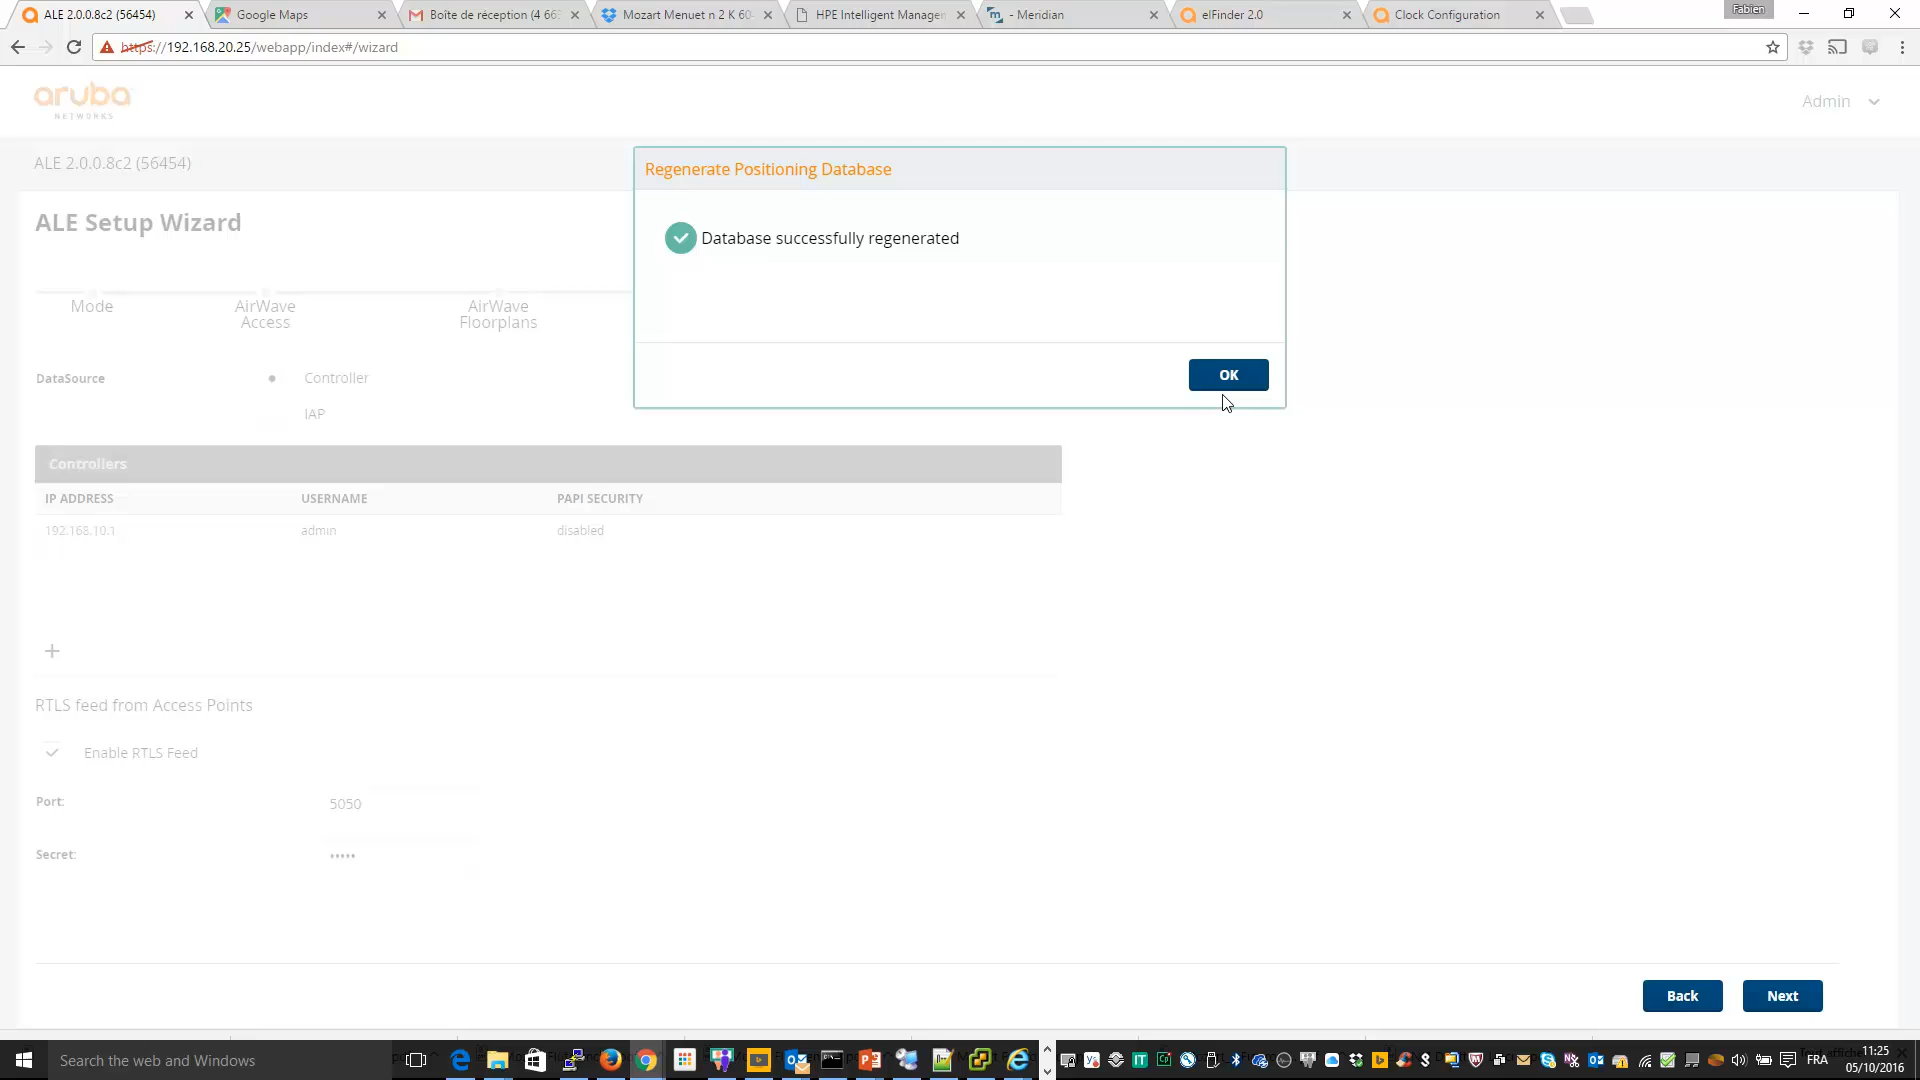 ALE 2.0.0.8c2 (56454)
Google Maps
Boîte de réception (4 66
Mozart Menuet n 2 K 60
HPE Intelligent Manage
- Meridian
elFinder 2.0
Clock Configuration
Fabien
https://192.168.20.25/webapp/index#/wizard
aruba
NETWORKS
Admin
ALE 2.0.0.8c2 (56454)
Regenerate Positioning Database
Database successfully regenerated
OK
ALE Setup Wizard
Mode
AirWave
Access
AirWave
Floorplans
DataSource
Controller
IAP
Controllers
IP ADDRESS USERNAME PAPI SECURITY
192.168.10.1 admin disabled
RTLS feed from Access Points
Enable RTLS Feed
Port: 5050
Secret: •••••
Back
Next
Search the web and Windows
FRA
11:25
05/10/2016